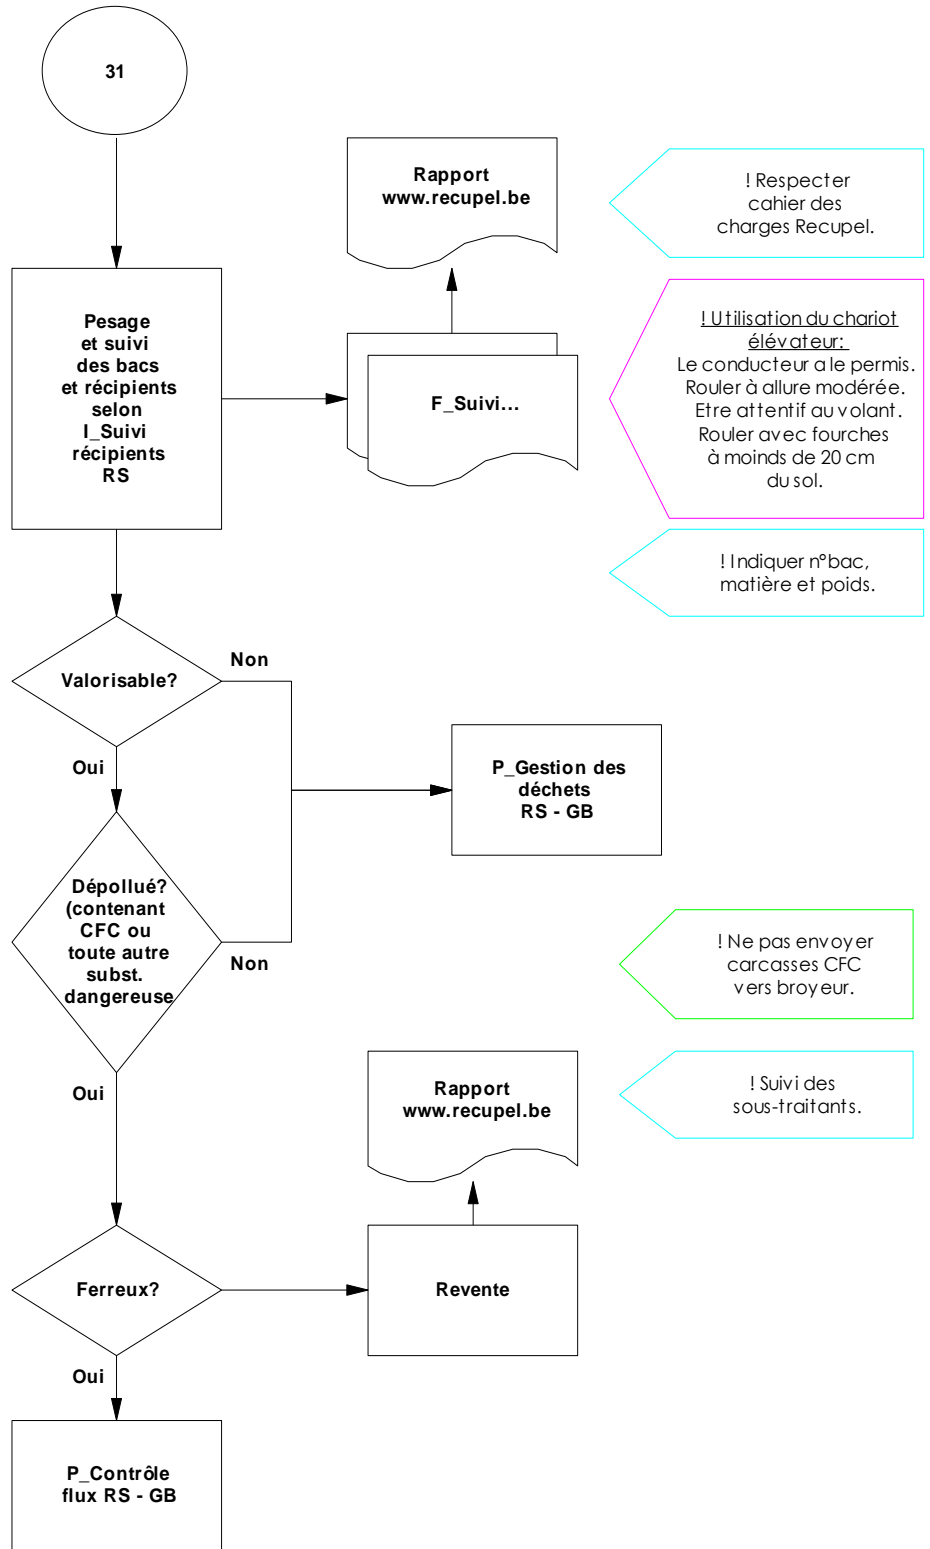 31
Rapport
www.recupel.be
! Respecter
cahier des
charges Recupel.
Pesage
et suivi
des bacs
et récipients
selon
I_Suivi
récipients
RS
F_Suivi...
! Utilisation du chariot
élévateur:
Le conducteur a le permis.
Rouler à allure modérée.
Etre attentif au volant.
Rouler avec fourches
à moinds de 20 cm
du sol.
! Indiquer n°bac,
matière et poids.
Valorisable?
Non
Oui
P_Gestion des
déchets
RS - GB
Dépollué?
(contenant
CFC ou
toute autre
subst.
dangereuse
Non
Oui
! Ne pas envoyer
carcasses CFC
vers broyeur.
Rapport
www.recupel.be
! Suivi des
sous-traitants.
Ferreux?
Revente
Oui
P_Contrôle
flux RS - GB